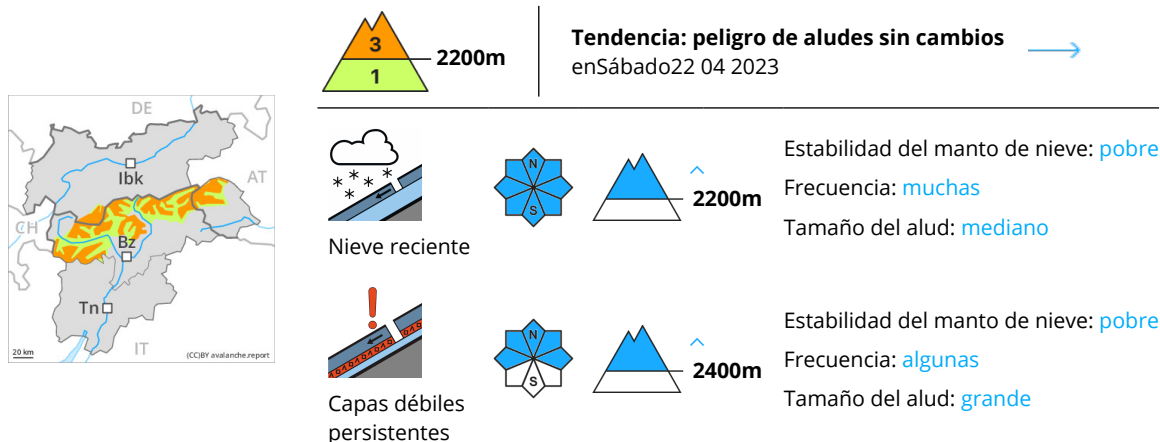 3
1
2200m
Tendencia: peligro de aludes sin cambios
enSábado22 04 2023
DE
Ibk
AT
CH
Bz
Tn
IT
20 km
(CC)BY avalanche.report
Nieve reciente
N
S
2200m
Estabilidad del manto de nieve: pobre
Frecuencia: muchas
Tamaño del alud: mediano
Capas débiles
persistentes
N
S
2400m
Estabilidad del manto de nieve: pobre
Frecuencia: algunas
Tamaño del alud: grande